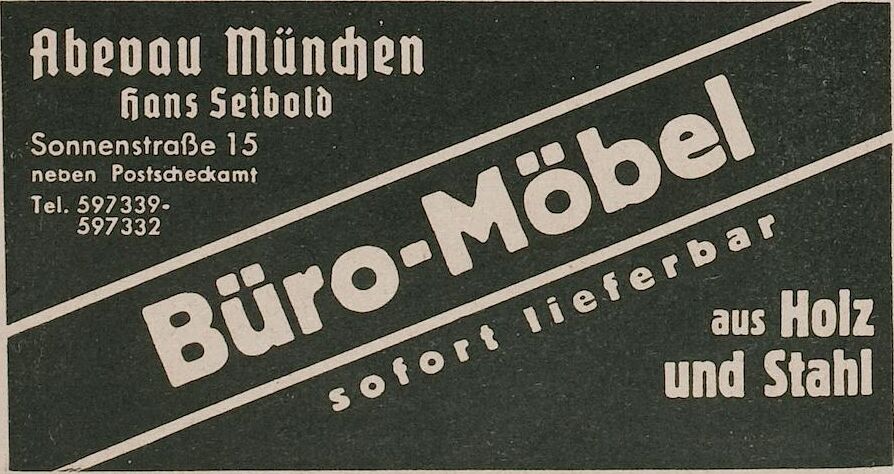 Abevau München
Hans Seibold
Sonnenstraße 15
neben Postscheckamt
Tel. 597339-
597332
Büro-Möbel
sofort lieferbar
aus Holz
und Stahl